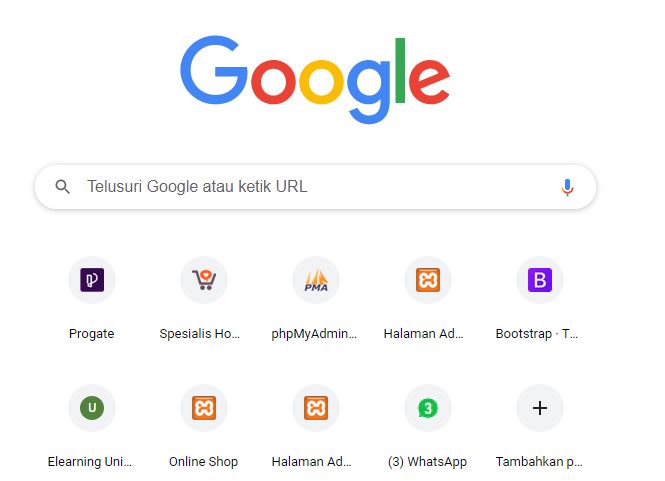 Google
Telusuri Google atau ketik URL
P
PMA
B
Progate
Spesialis Ho...
phpMyAdmin...
Halaman Ad...
Bootstrap · T...
U
3
Elearning Uni...
Online Shop
Halaman Ad...
(3) WhatsApp
Tambahkan p...